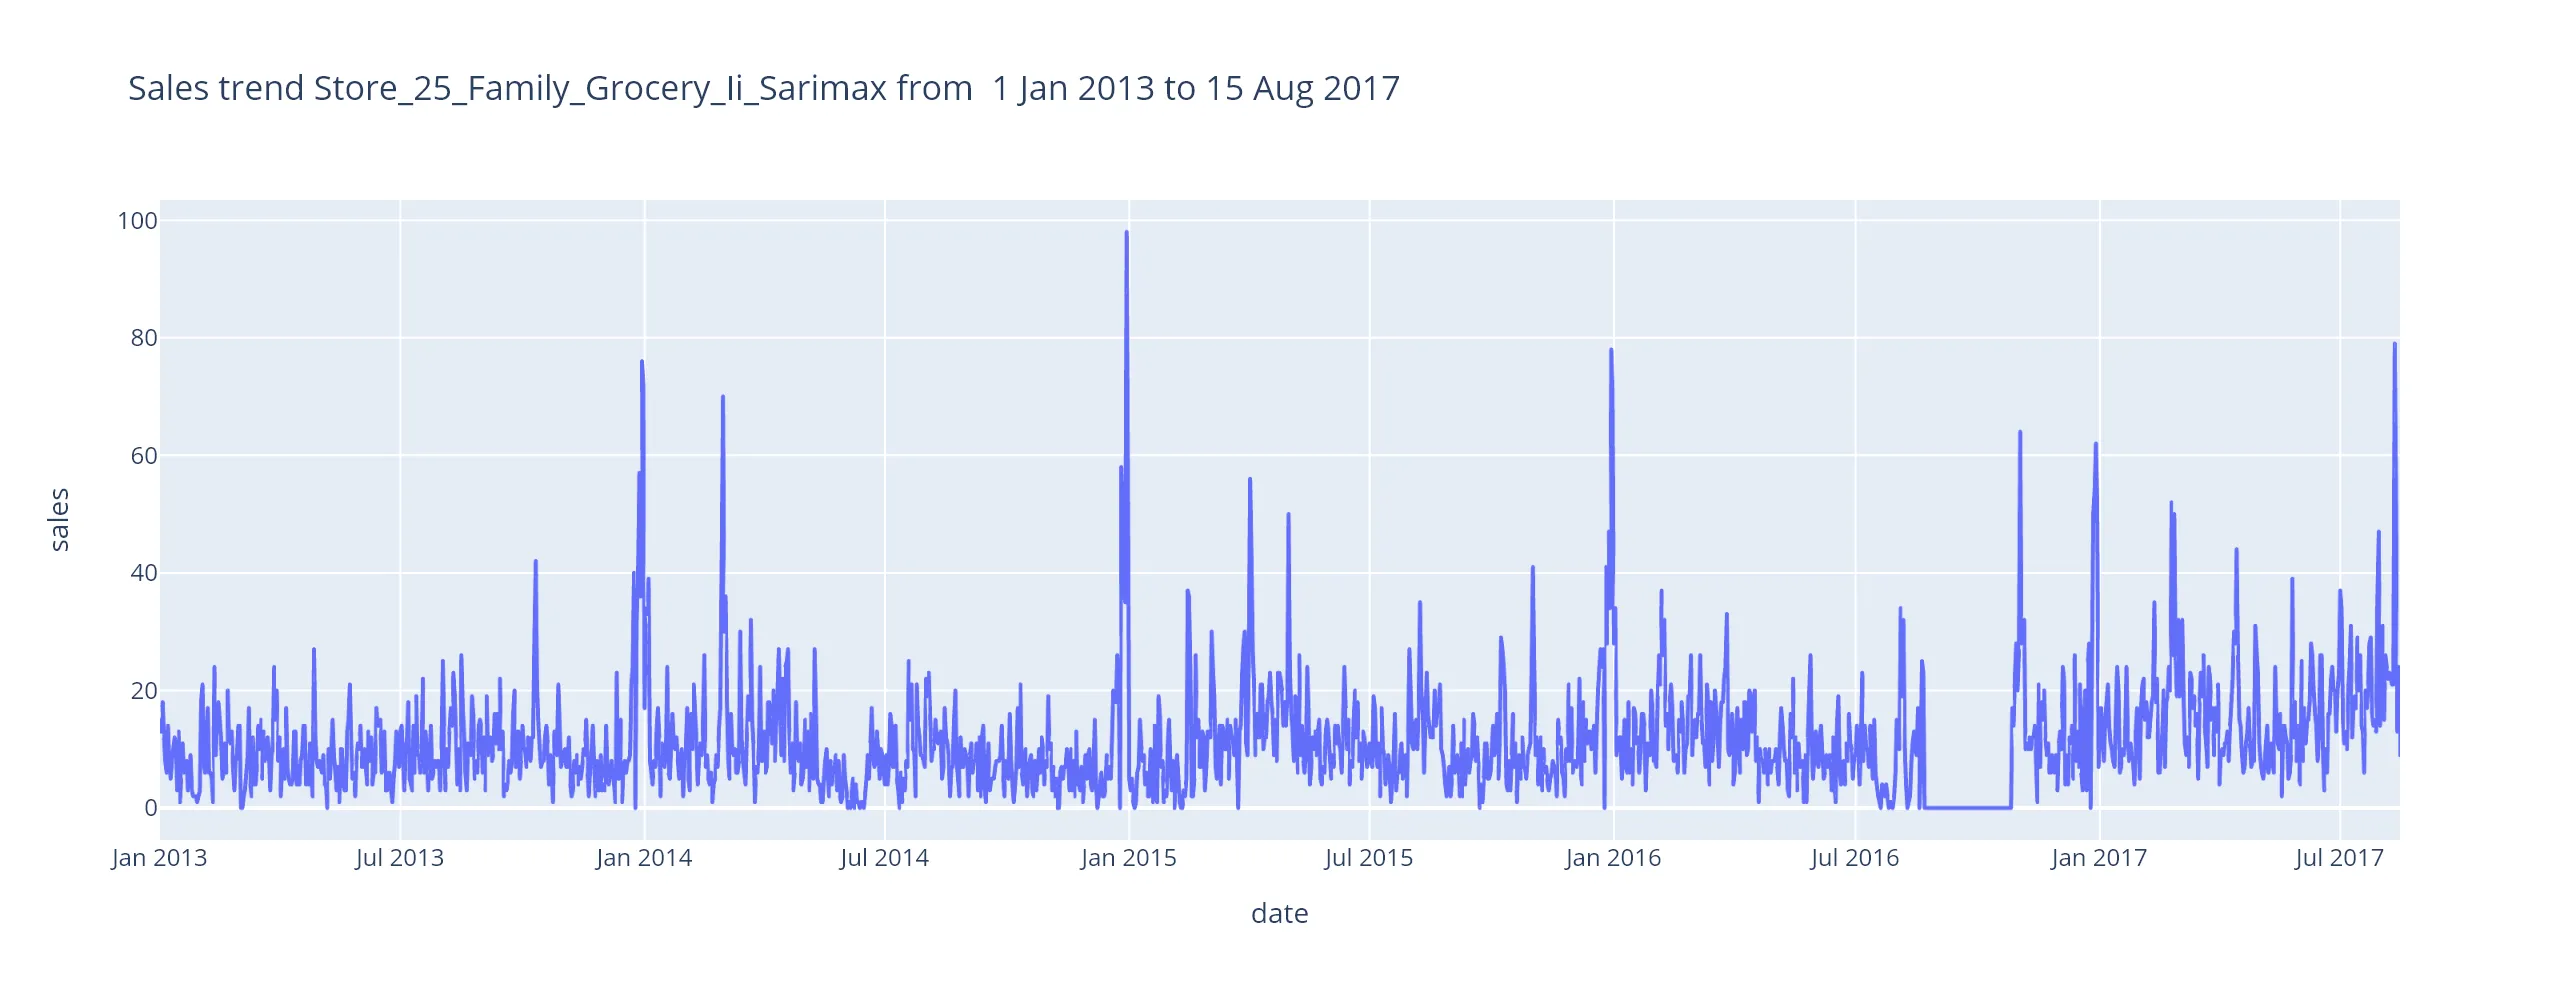 Sales trend Store_25_Family_Grocery_Ii_Sarimax from  1 Jan 2013 to 15 Aug 2017
100
80
60
40
20
0
sales
Jan 2013 Jul 2013 Jan 2014 Jul 2014 Jan 2015 Jul 2015 Jan 2016 Jul 2016 Jan 2017 Jul 2017
date